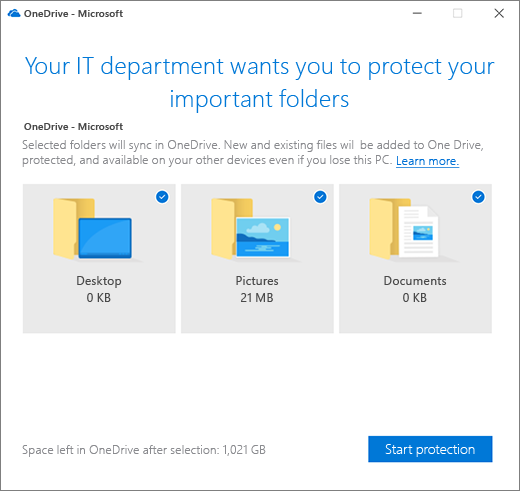 OneDrive - Microsoft
Your IT department wants you to protect your
important folders
OneDrive - Microsoft
Selected folders will sync in OneDrive. New and existing files will be added to One Drive,
protected, and available on your other devices even if you lose this PC. Learn more.
Desktop
0 KB
Pictures
21 MB
Documents
0 KB
Space left in OneDrive after selection: 1,021 GB
Start protection